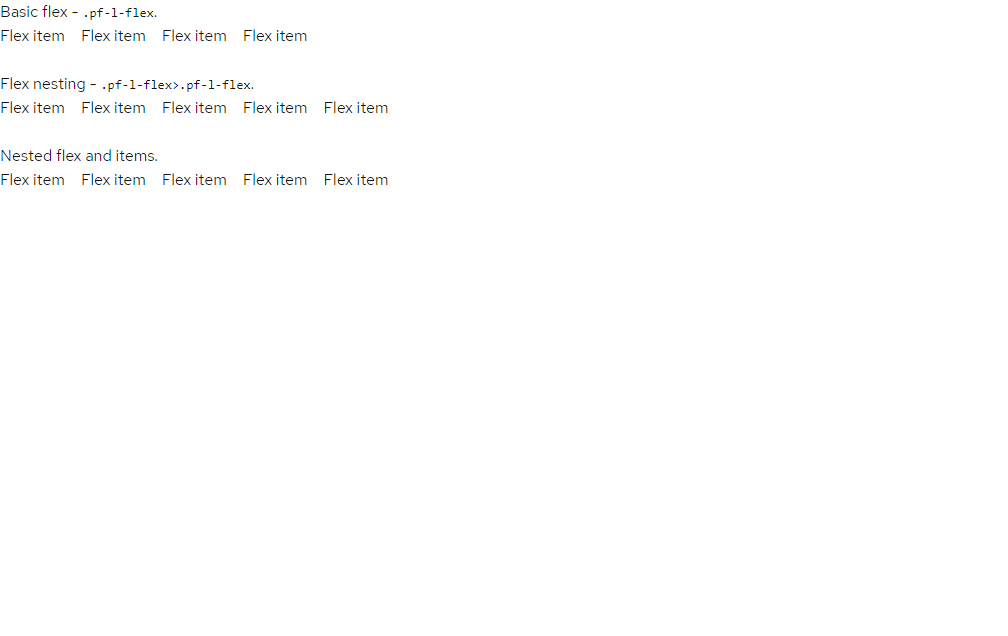 Basic flex - .pf-l-flex.
Flex item Flex item Flex item Flex item
Flex nesting - .pf-l-flex>.pf-l-flex.
Flex item Flex item Flex item Flex item Flex item
Nested flex and items.
Flex item Flex item Flex item Flex item Flex item